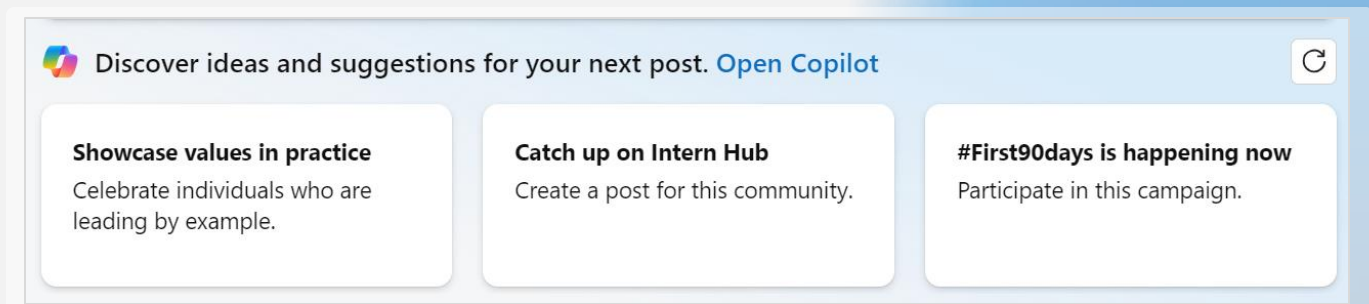 Discover ideas and suggestions for your next post. Open Copilot
Showcase values in practice
Celebrate individuals who are
leading by example.
Catch up on Intern Hub
Create a post for this community.
#First90days is happening now
Participate in this campaign.